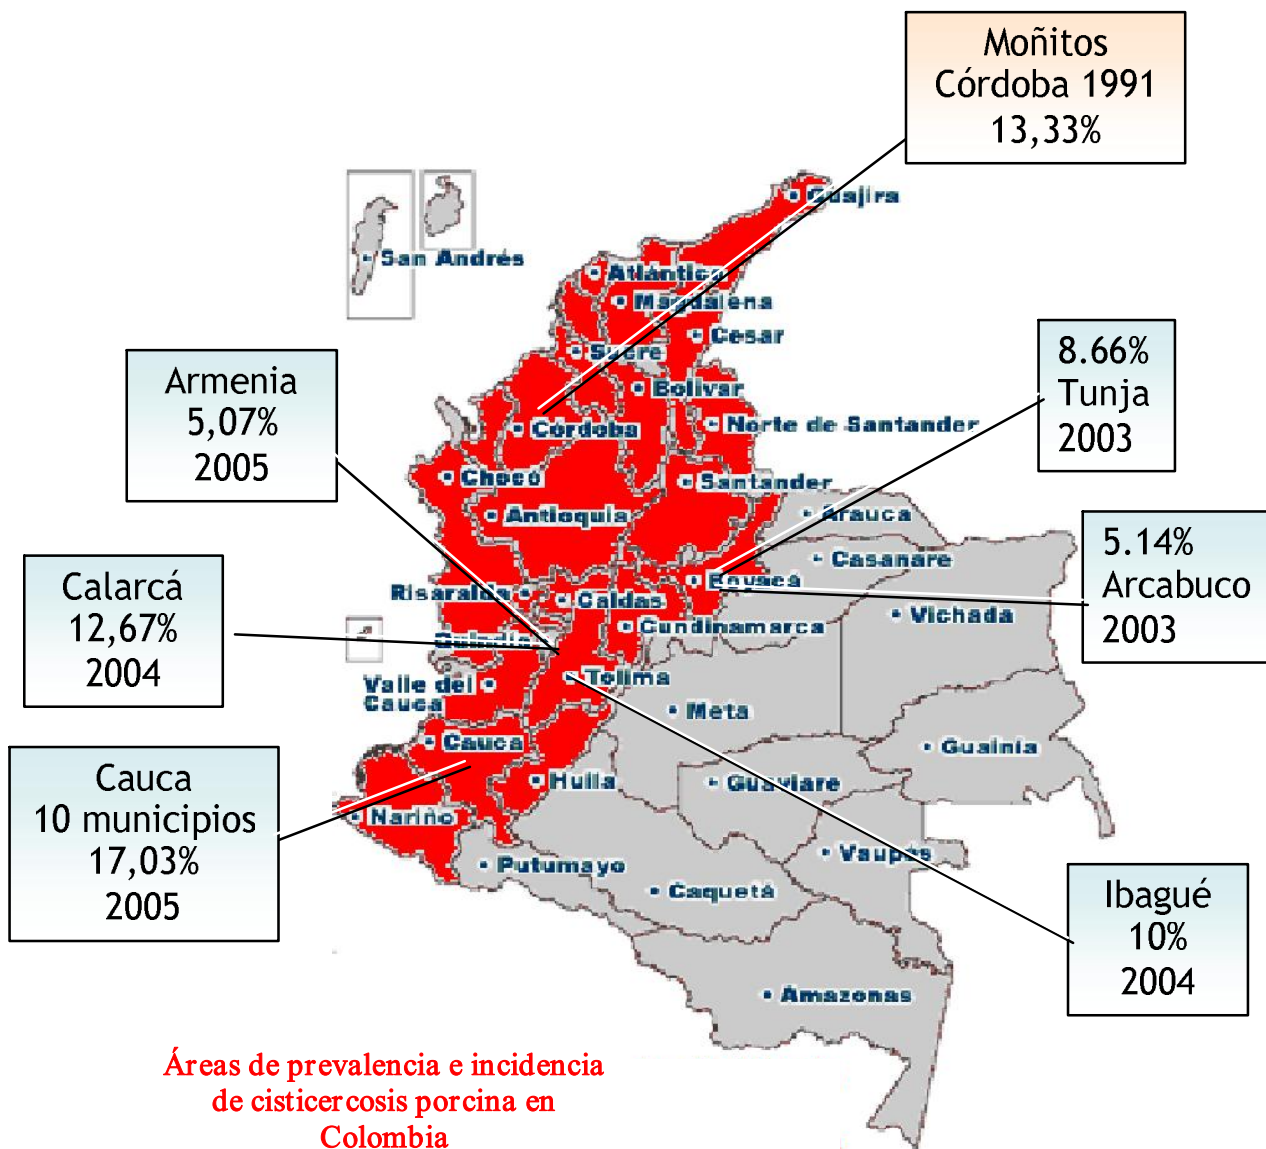 Moñitos
Córdoba 1991
13,33%
Guajira
San Andrés
Atlántico
Magdalena
Cesar
Sucre
Bolívar
Córdoba
Norte de Santander
Chocó
Santander
Antioquia
Arauca
Casanare
Boyacá
Risaralda
Caldas
Vichada
Cundinamarca
Quindío
Tolima
Valle del
Cauca
Meta
Cauca
Guainía
Huila
Guaviare
Nariño
Vaupés
Putumayo
Caquetá
Amazonas
Armenia
5,07%
2005
8.66%
Tunja
2003
5.14%
Arcabuco
2003
Calarcá
12,67%
2004
Cauca
10 municipios
17,03%
2005
Ibagué
10%
2004
Áreas de prevalencia e incidencia
de cisticercosis porcina en
Colombia